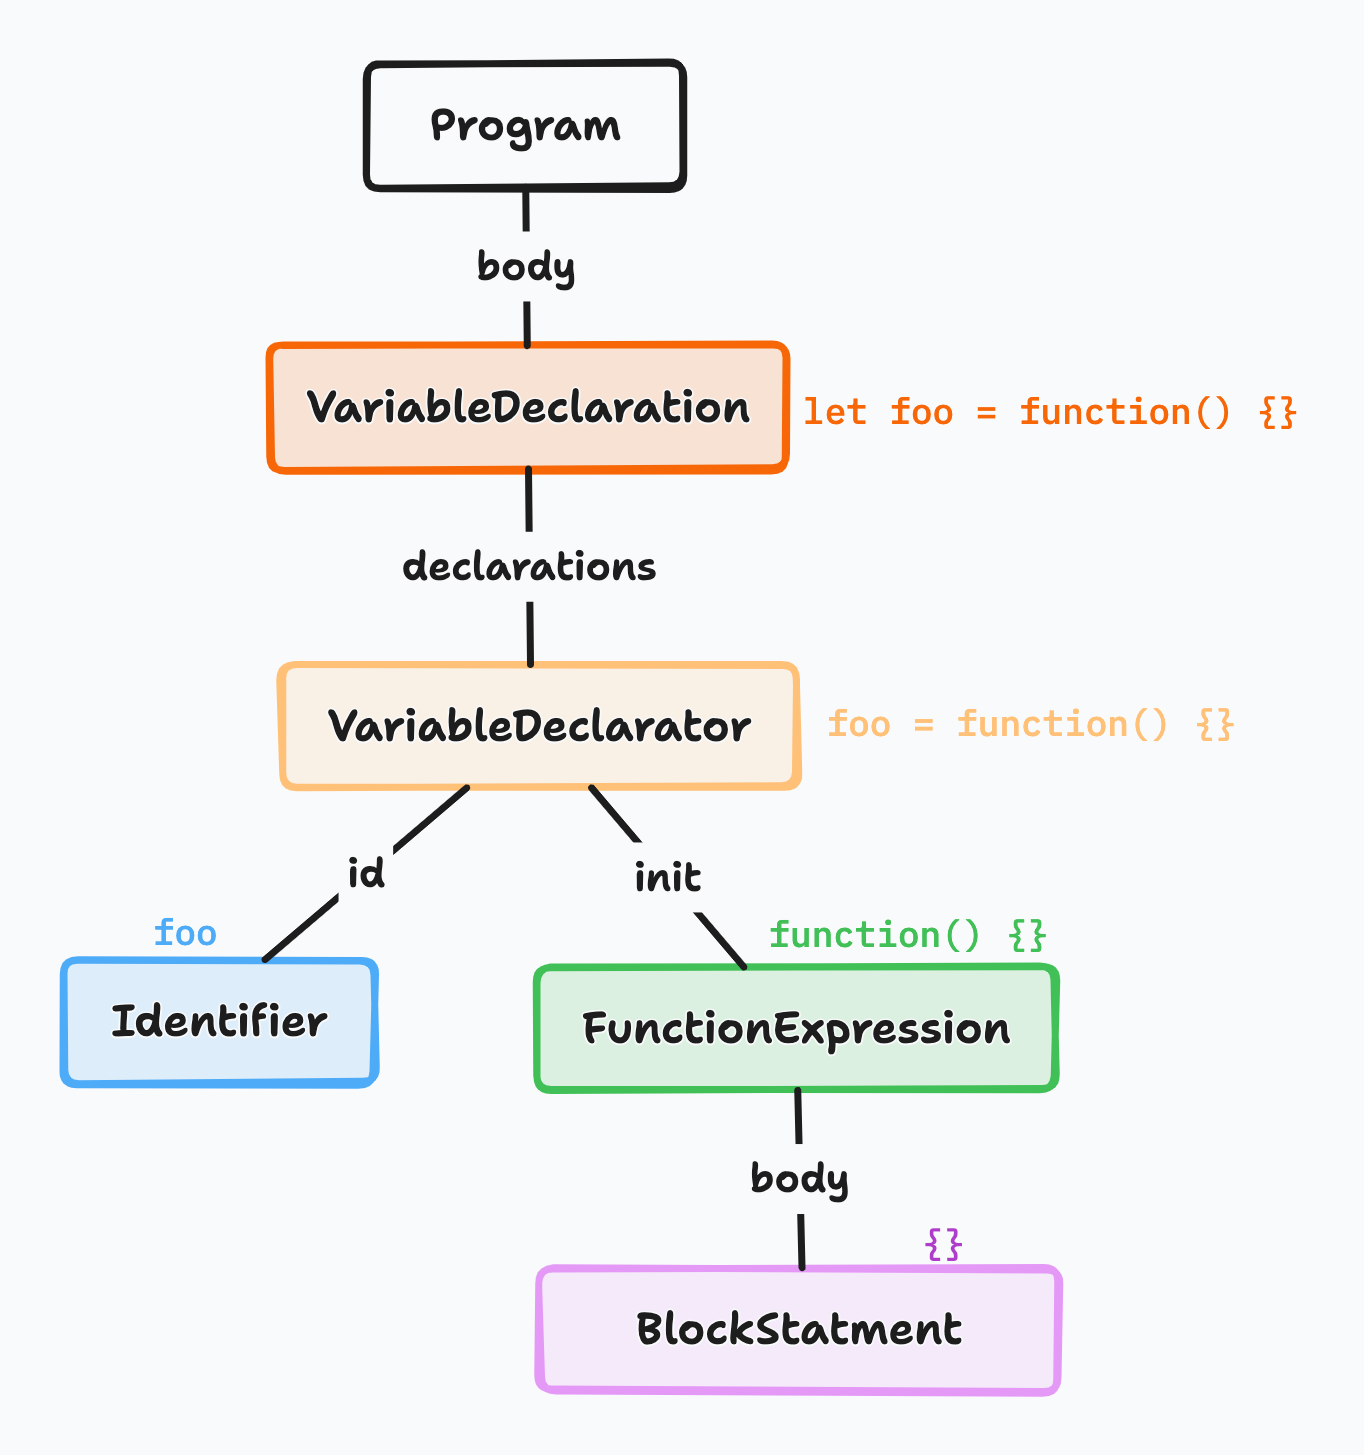 Program
body
VariableDeclaration
let foo = function() {}
declarations
VariableDeclarator
foo = function() {}
id
init
foo
function() {}
Identifier
FunctionExpression
body
{}
BlockStatment